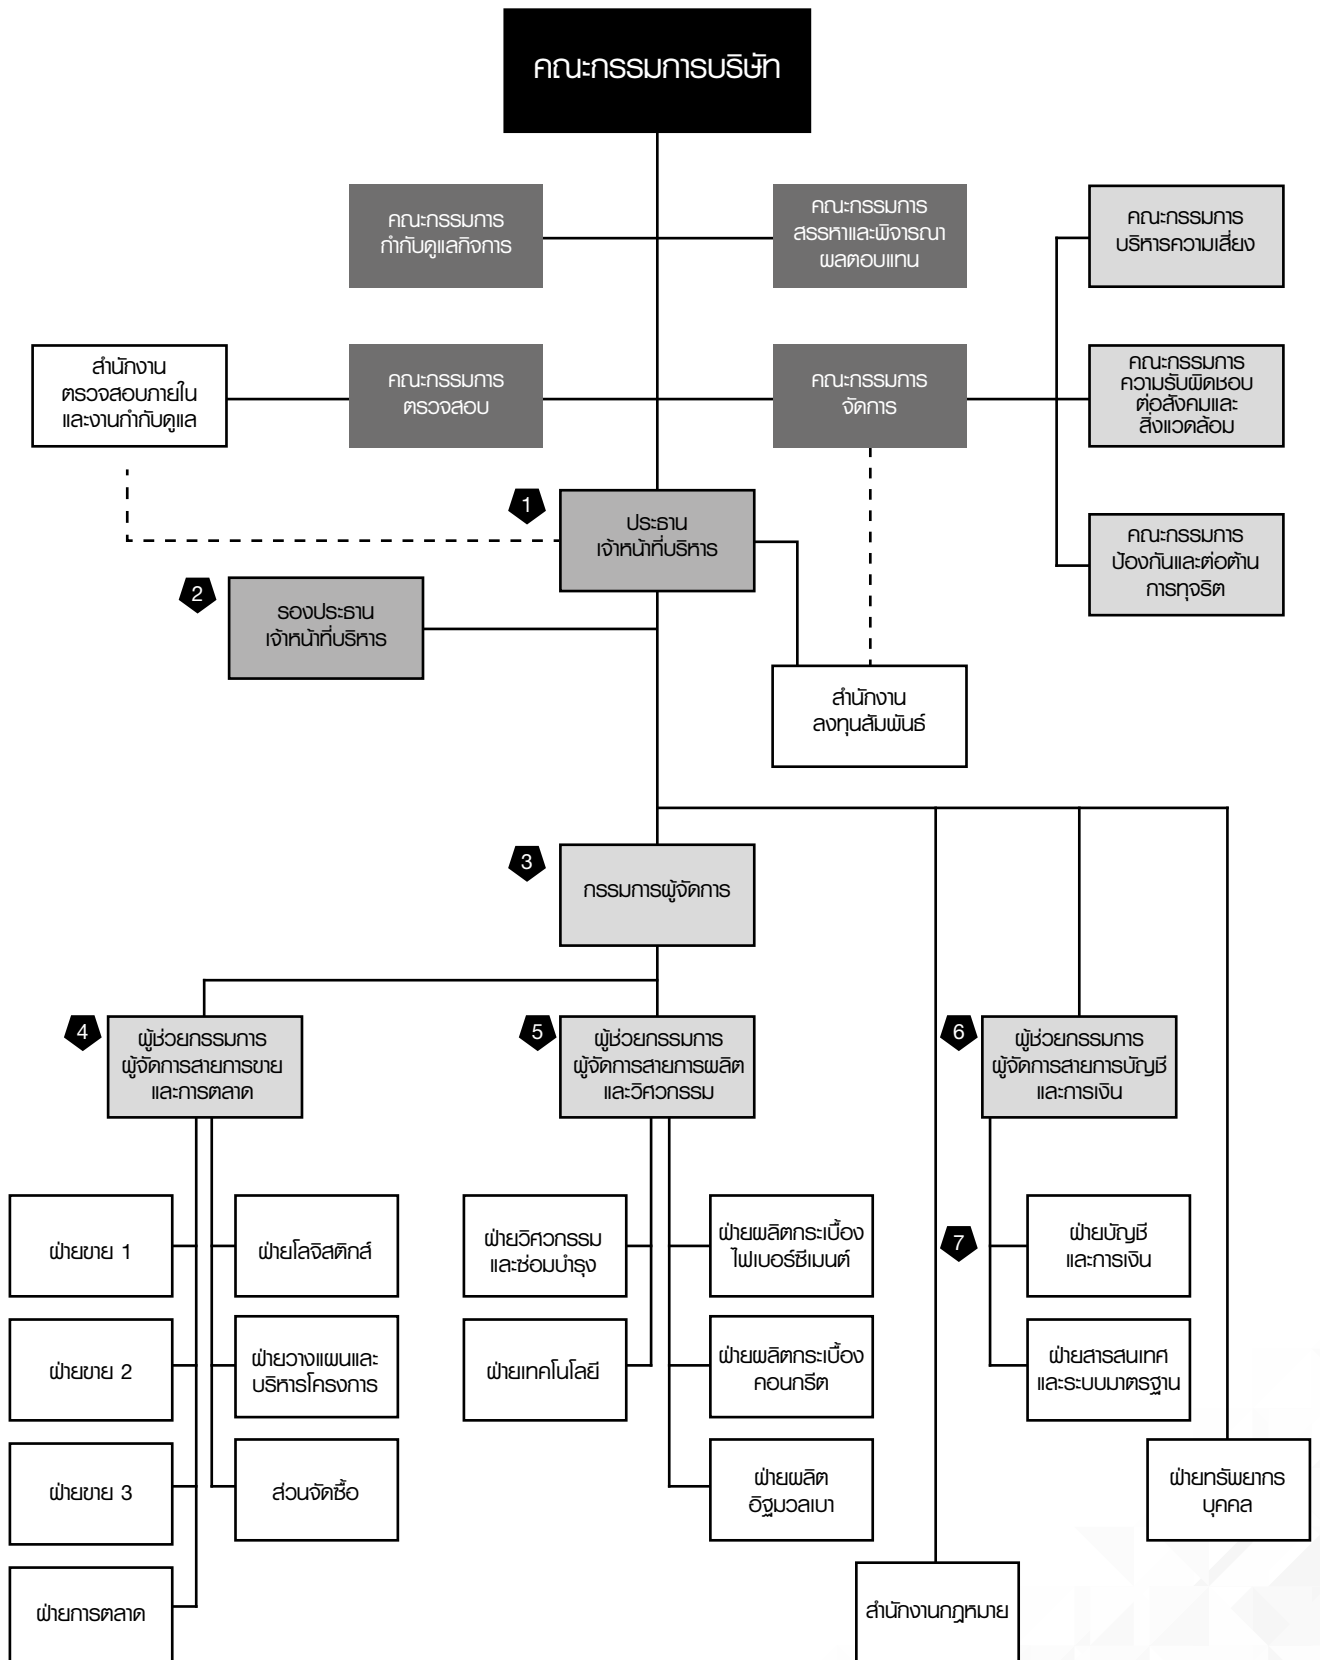 คณะกรรมการบริษัท
คณะกรรมการ
กำกับดูแลกิจการ
คณะกรรมการ
สรรหาและพิจารณา
ผลตอบแทน
คณะกรรมการ
บริหารความเสี่ยง
สำนักงาน
ตรวจสอบภายใน
และงานกำกับดูแล
คณะกรรมการ
ตรวจสอบ
คณะกรรมการ
จัดการ
คณะกรรมการ
ความรับผิดชอบ
ต่อสังคมและ
สิ่งแวดล้อม
1
ประธาน
เจ้าหน้าที่บริหาร
คณะกรรมการ
ป้องกันและต่อต้าน
การทุจริต
2
รองประธาน
เจ้าหน้าที่บริหาร
สำนักงาน
ลงทุนสัมพันธ์
3
กรรมการผู้จัดการ
4
ผู้ช่วยกรรมการ
ผู้จัดการสายการขาย
และการตลาด
5
ผู้ช่วยกรรมการ
ผู้จัดการสายการผลิต
และวิศวกรรม
6
ผู้ช่วยกรรมการ
ผู้จัดการสายการบัญชี
และการเงิน
ฝ่ายขาย 1
ฝ่ายโลจิสติกส์
ฝ่ายวิศวกรรม
และซ่อมบำรุง
ฝ่ายผลิตกระเบื้อง
ไฟเบอร์ซีเมนต์
7
ฝ่ายบัญชี
และการเงิน
ฝ่ายขาย 2
ฝ่ายวางแผนและ
บริหารโครงการ
ฝ่ายเทคโนโลยี
ฝ่ายผลิตกระเบื้อง
คอนกรีต
ฝ่ายสารสนเทศ
และระบบมาตรฐาน
ฝ่ายขาย 3
ส่วนจัดซื้อ
ฝ่ายผลิต
อิฐมวลเบา
ฝ่ายทรัพยากร
บุคคล
ฝ่ายการตลาด
สำนักงานกฎหมาย